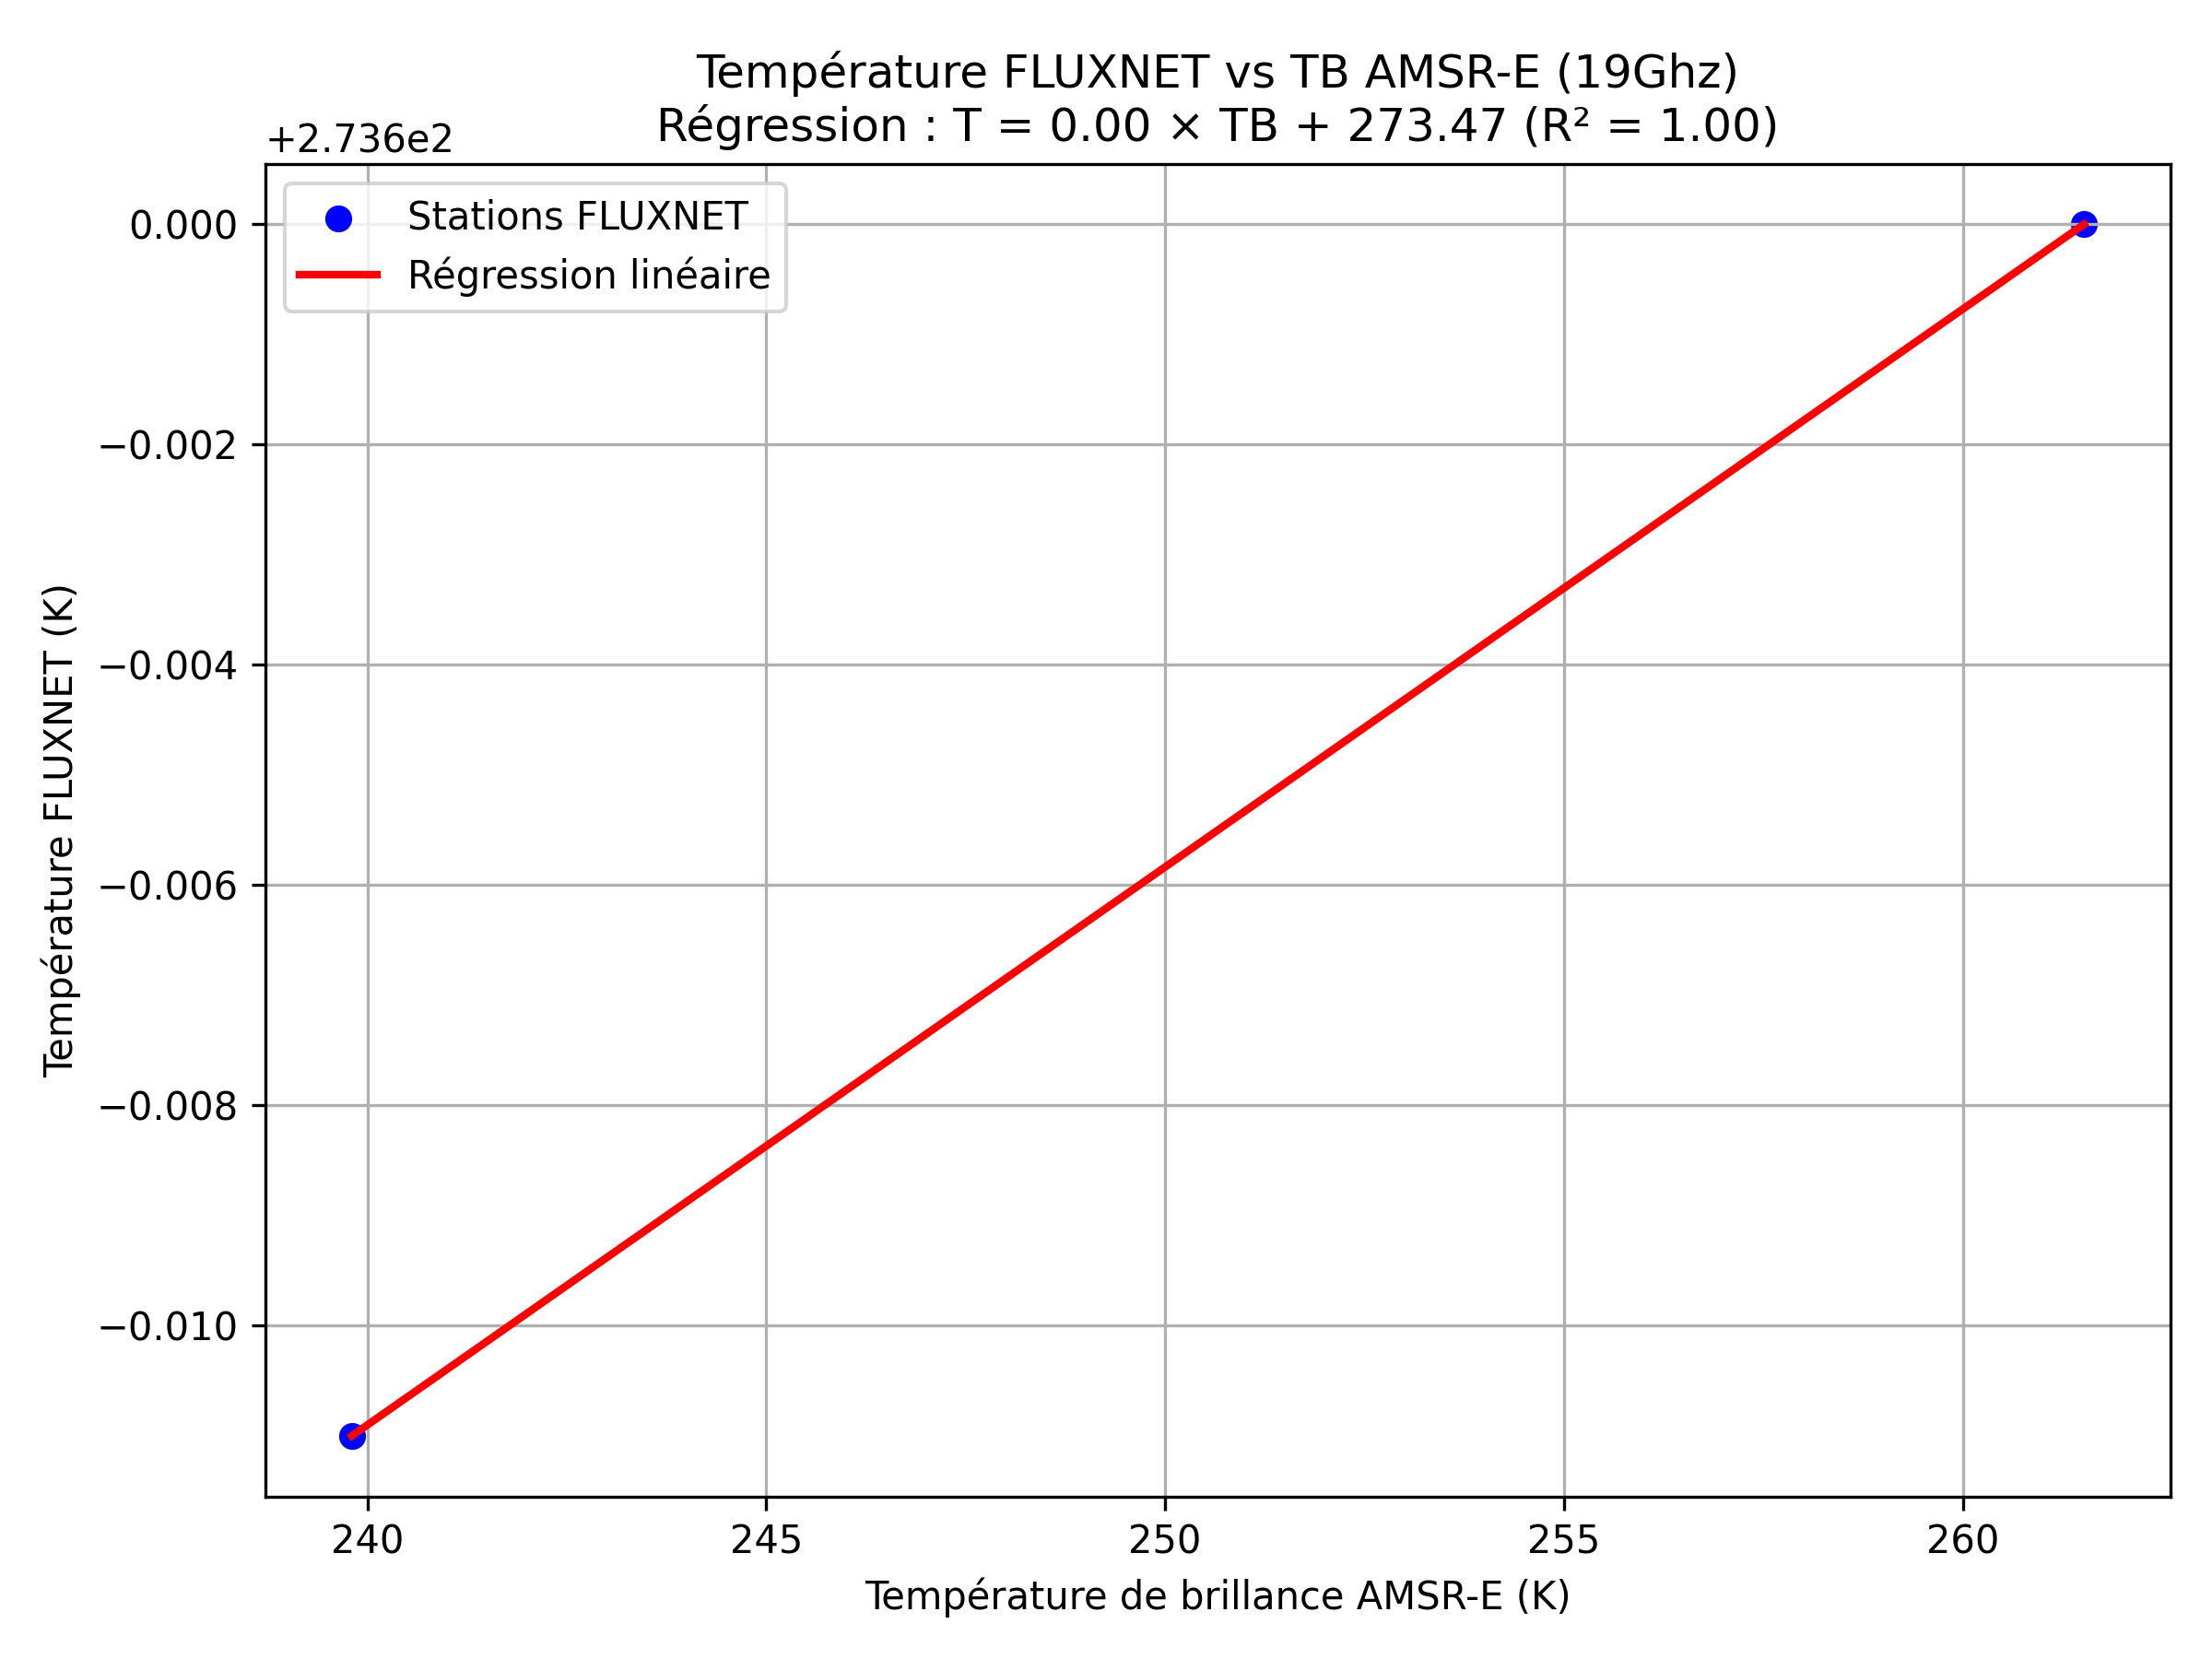 Température FLUXNET vs TB AMSR-E (19Ghz)
Régression : T = 0.00 × TB + 273.47 (R² = 1.00)
+2.736e2
Stations FLUXNET
Régression linéaire
0.000
−0.002
−0.004
−0.006
−0.008
−0.010
Température FLUXNET (K)
240 245 250 255 260
Température de brillance AMSR-E (K)